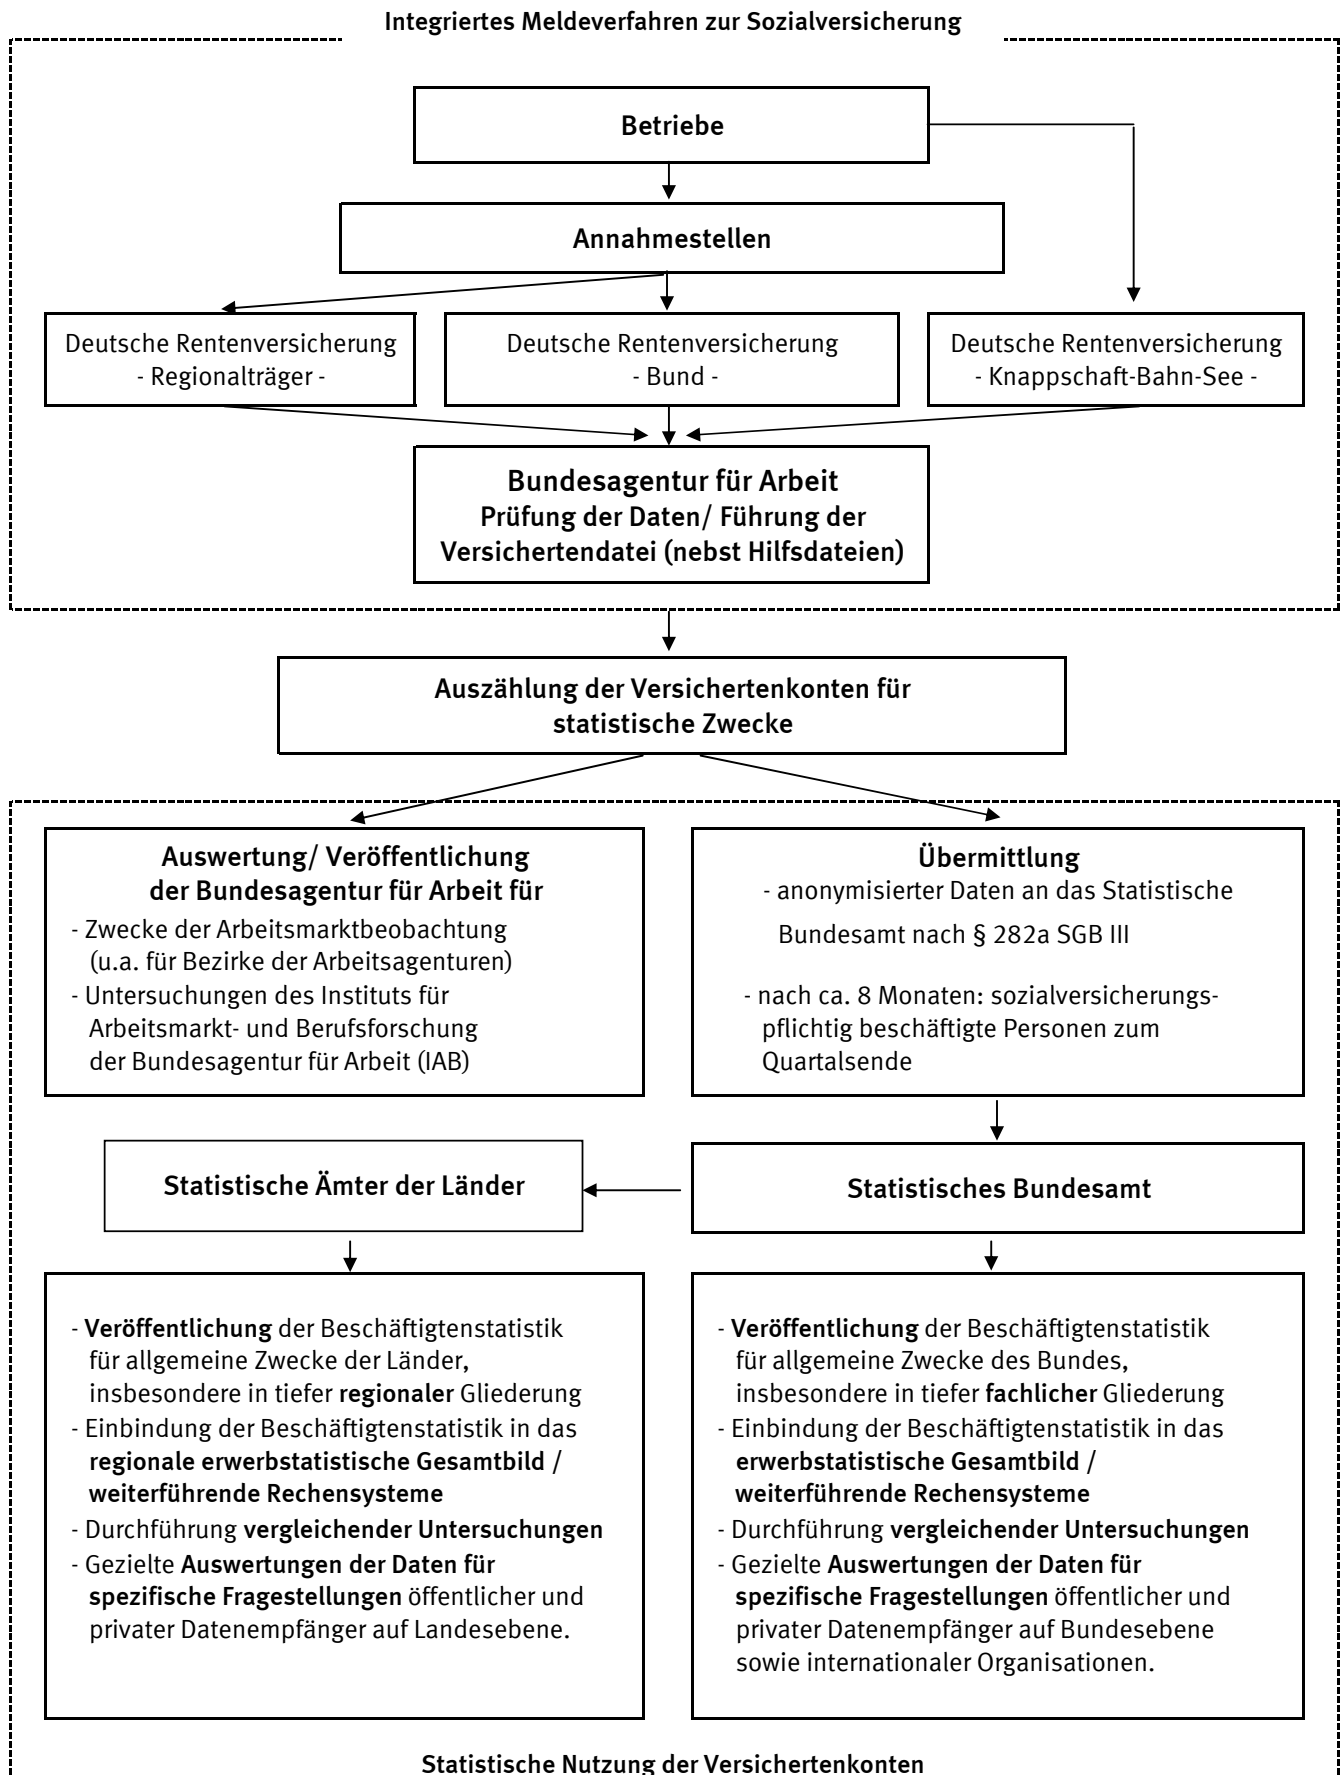 Integriertes Meldeverfahren zur Sozialversicherung
Betriebe
Annahmestellen
Deutsche Rentenversicherung
- Regionalträger -
Deutsche Rentenversicherung
- Bund -
Deutsche Rentenversicherung
- Knappschaft-Bahn-See -
Bundesagentur für Arbeit
Prüfung der Daten/ Führung der
Versichertendatei (nebst Hilfsdateien)
Auszählung der Versichertenkonten für
statistische Zwecke
Auswertung/ Veröffentlichung
der Bundesagentur für Arbeit für
- Zwecke der Arbeitsmarktbeobachtung
(u.a. für Bezirke der Arbeitsagenturen)
- Untersuchungen des Instituts für
Arbeitsmarkt- und Berufsforschung
der Bundesagentur für Arbeit (IAB)
Übermittlung
- anonymisierter Daten an das Statistische
Bundesamt nach § 282a SGB III
- nach ca. 8 Monaten: sozialversicherungs-
pflichtig beschäftigte Personen zum
Quartalsende
Statistische Ämter der Länder
Statistisches Bundesamt
- Veröffentlichung der Beschäftigtenstatistik
für allgemeine Zwecke der Länder,
insbesondere in tiefer regionaler Gliederung
- Einbindung der Beschäftigtenstatistik in das
regionale erwerbstatistische Gesamtbild /
weiterführende Rechensysteme
- Durchführung vergleichender Untersuchungen
- Gezielte Auswertungen der Daten für
spezifische Fragestellungen öffentlicher und
privater Datenempfänger auf Landesebene.
- Veröffentlichung der Beschäftigtenstatistik
für allgemeine Zwecke des Bundes,
insbesondere in tiefer fachlicher Gliederung
- Einbindung der Beschäftigtenstatistik in das
erwerbstatistische Gesamtbild /
weiterführende Rechensysteme
- Durchführung vergleichender Untersuchungen
- Gezielte Auswertungen der Daten für
spezifische Fragestellungen öffentlicher und
privater Datenempfänger auf Bundesebene
sowie internationaler Organisationen.
Statistische Nutzung der Versichertenkonten